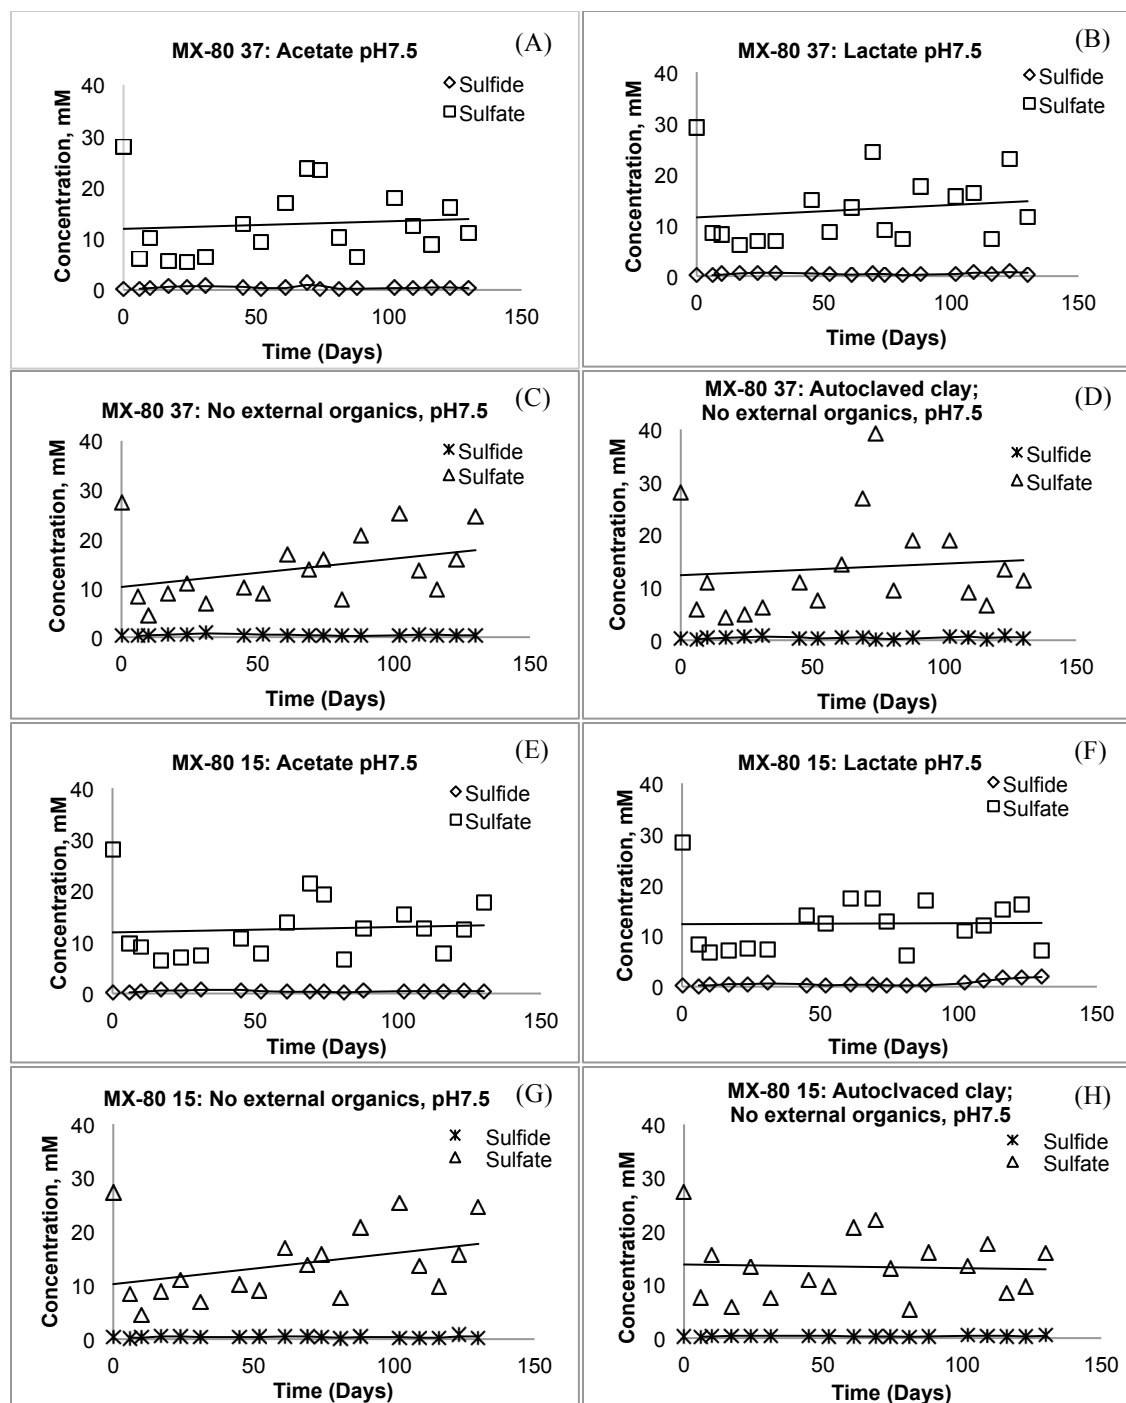 MX-80 37: Acetate pH7.5
(A)
Sulfide
Sulfate
Concentration, mM
40
30
20
10
0
0 50 100 150
Time (Days)
MX-80 37: Lactate pH7.5
(B)
Sulfide
Sulfate
Concentration, mM
40
30
20
10
0
0 50 100 150
Time (Days)
MX-80 37: No external organics, pH7.5
(C)
Sulfide
Sulfate
Concentration, mM
40
30
20
10
0
0 50 100 150
Time (Days)
MX-80 37: Autoclaved clay;
No external organics, pH7.5
(D)
Sulfide
Sulfate
Concentration, mM
40
30
20
10
0
0 50 100 150
Time (Days)
MX-80 15: Acetate pH7.5
(E)
Sulfide
Sulfate
Concentration, mM
40
30
20
10
0
0 50 100 150
Time (Days)
MX-80 15: Lactate pH7.5
(F)
Sulfide
Sulfate
Concentration, mM
40
30
20
10
0
0 50 100 150
Time (Days)
MX-80 15: No external organics, pH7.5
(G)
Sulfide
Sulfate
Concentration, mM
40
30
20
10
0
0 50 100 150
Time (Days)
MX-80 15: Autoclvaced clay;
No external organics, pH7.5
(H)
Sulfide
Sulfate
Concentration, mM
40
30
20
10
0
0 50 100 150
Time (Days)